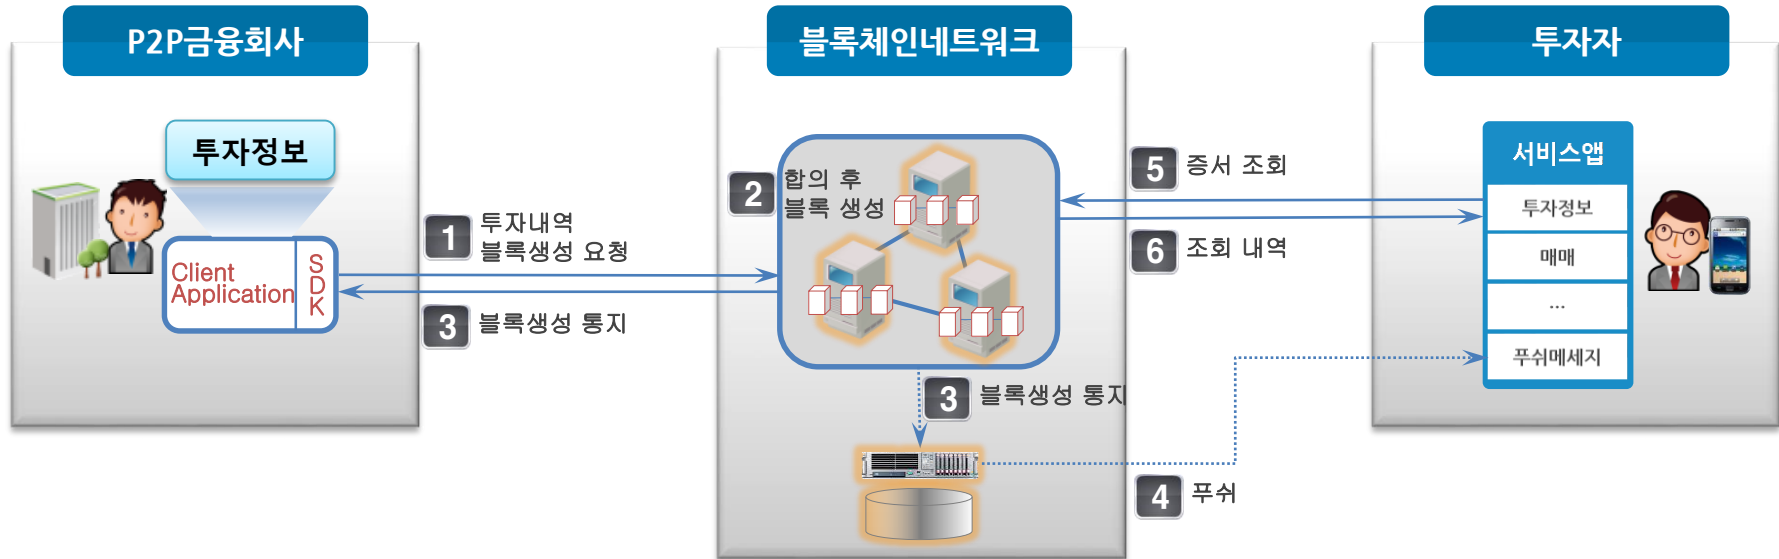 P2P금융회사
투자정보
Client
Application
S
D
K
1 투자내역
블록생성 요청
3 블록생성 통지
블록체인네트워크
2 합의 후
블록 생성
3 블록생성 통지
4 푸쉬
5 증서 조회
6 조회 내역
투자자
서비스앱
투자정보
매매
...
푸쉬메세지